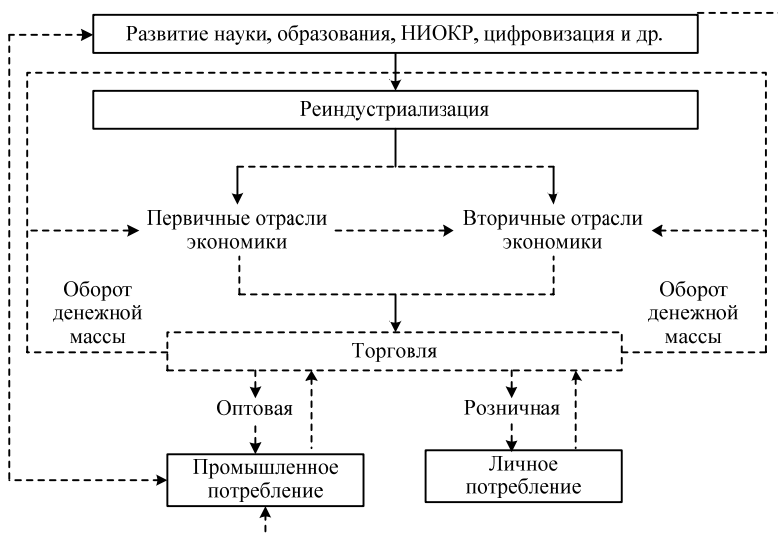 Развитие науки, образования, НИОКР, цифровизация и др.
Реиндустриализация
Первичные отрасли
экономики
Вторичные отрасли
экономики
Оборот
денежной
массы
Оборот
денежной
массы
Торговля
Оптовая
Розничная
Промышленное
потребление
Личное
потребление